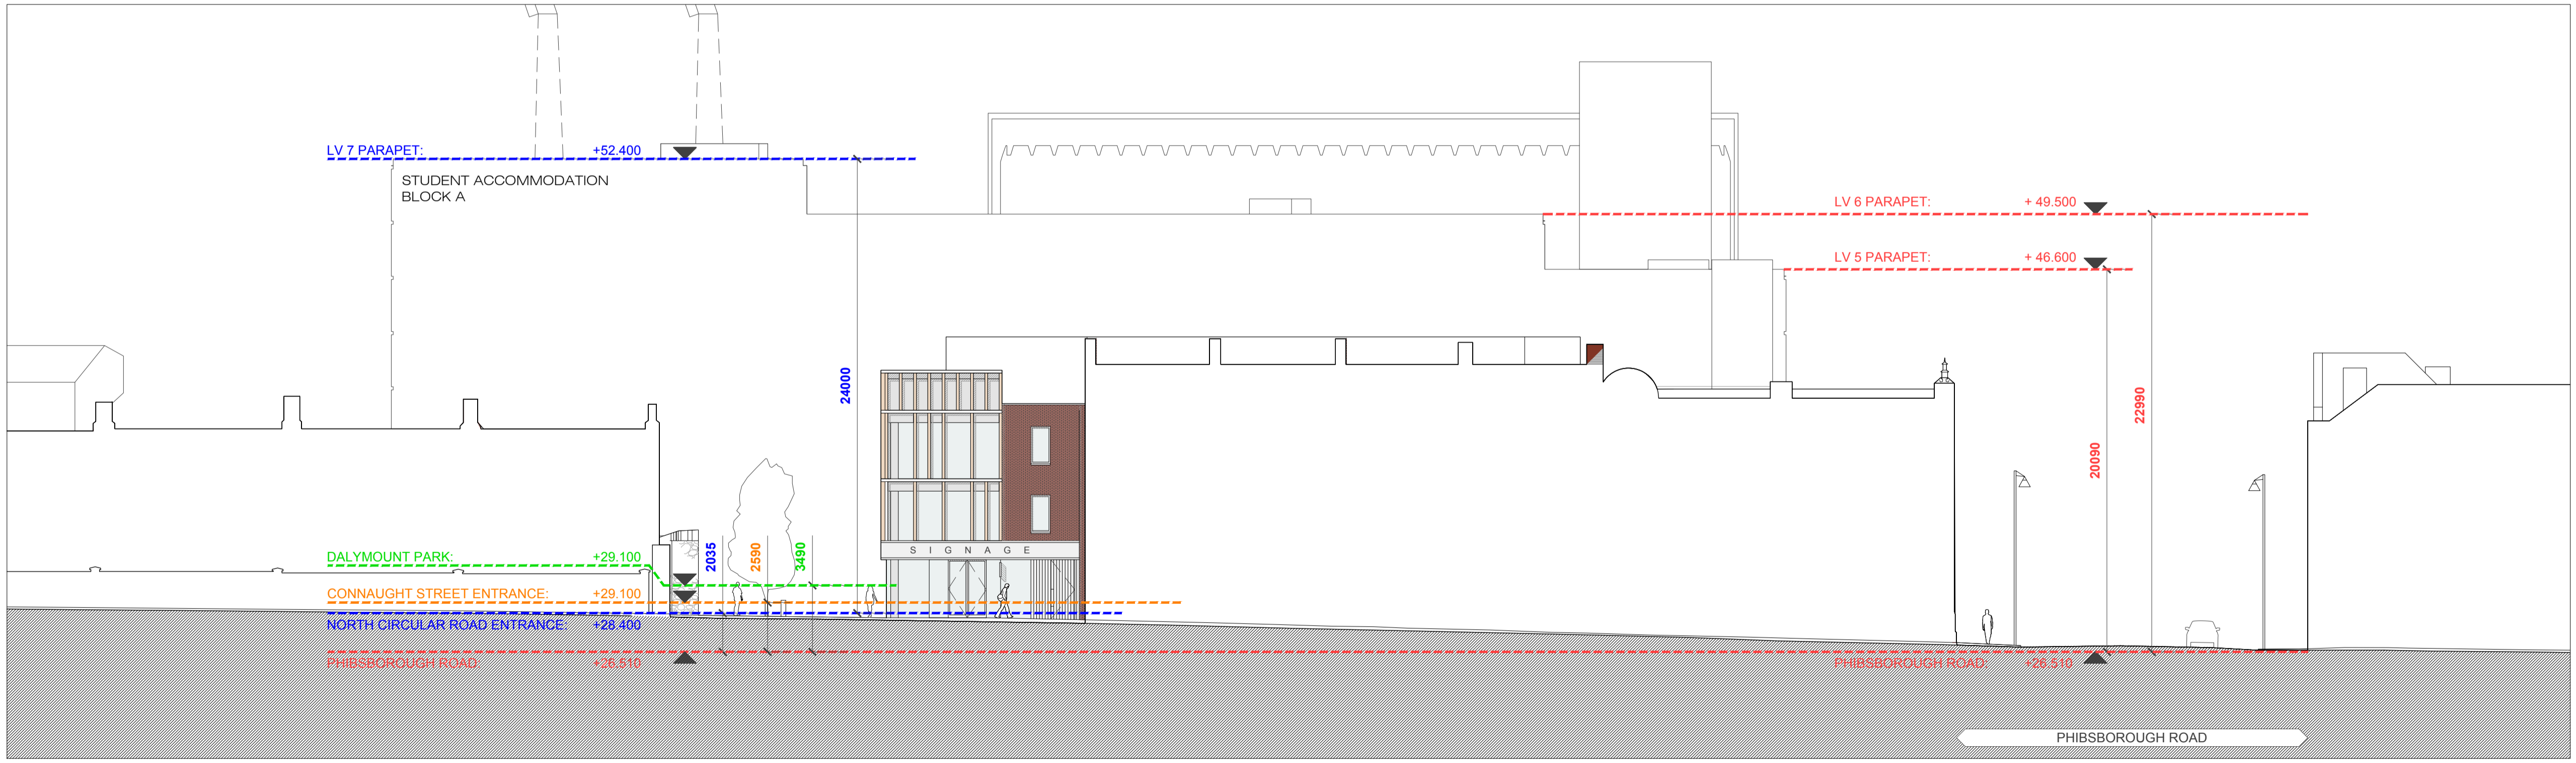 LV 7 PARAPET: +52.400
STUDENT ACCOMMODATION
BLOCK A
LV 6 PARAPET: + 49.500
LV 5 PARAPET: + 46.600
24000
22990
20090
SIGNAGE
2035
2590
3490
DALYMOUNT PARK: +29.100
CONNAUGHT STREET ENTRANCE: +29.100
NORTH CIRCULAR ROAD ENTRANCE: +28.400
PHIBSBOROUGH ROAD: +26.510
PHIBSBOROUGH ROAD: +26.510
PHIBSBOROUGH ROAD